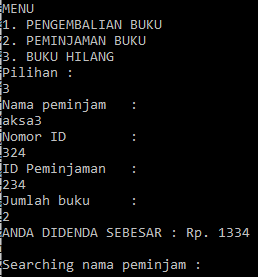 MENU
1. PENGEMBALIAN BUKU
2. PEMINJAMAN BUKU
3. BUKU HILANG
Pilihan :
3
Nama peminjam   :
aksa3
Nomor ID        :
324
ID Peminjaman   :
234
Jumlah buku     :
2
ANDA DIDENDA SEBESAR : Rp. 1334
Searching nama peminjam :